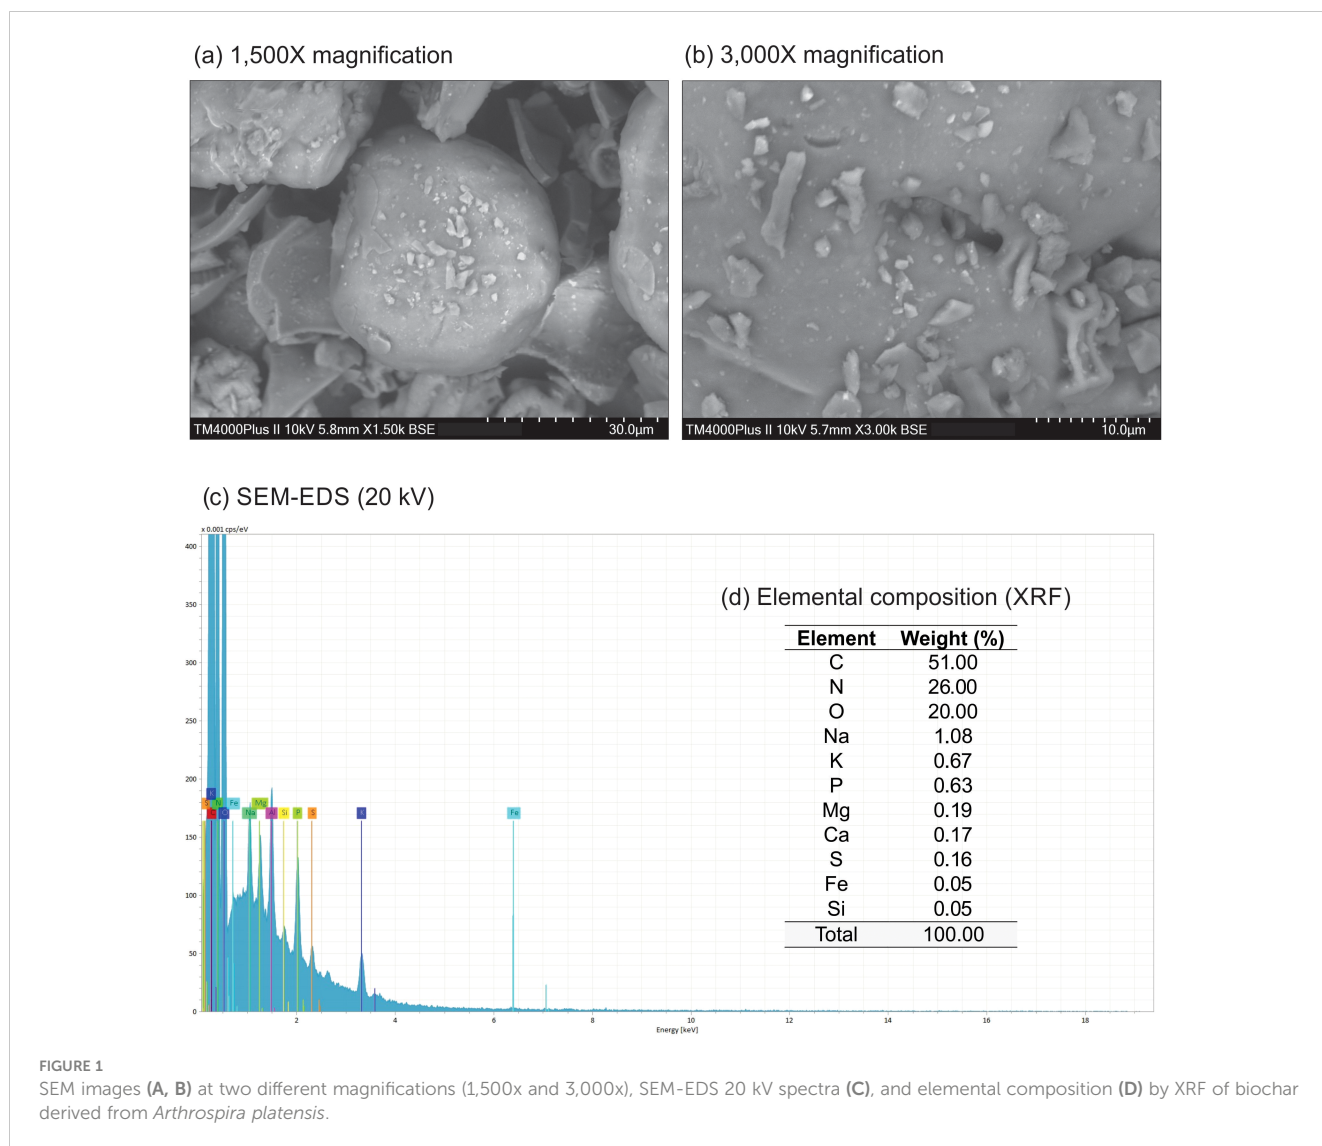 (a) 1,500X magnification
(b) 3,000X magnification
TM4000Plus II 10kV 5.8mm X1.50k BSE
30.0µm
TM4000Plus II 10kV 5.7mm X3.00k BSE
10.0µm
(c) SEM-EDS (20 kV)
x 0.001 cps/eV
400
350
300
250
200
150
100
50
0
K
S
N
Fe
Mg
C
O
Na
Al
Si
P
S
K
Fe
2
4
6
8
10
12
14
16
18
Energy [keV]
(d) Elemental composition (XRF)
Element Weight (%)
C 51.00
N 26.00
O 20.00
Na 1.08
K 0.67
P 0.63
Mg 0.19
Ca 0.17
S 0.16
Fe 0.05
Si 0.05
Total 100.00
FIGURE 1
SEM images (A, B) at two different magnifications (1,500x and 3,000x), SEM-EDS 20 kV spectra (C), and elemental composition (D) by XRF of biochar
derived from Arthrospira platensis.